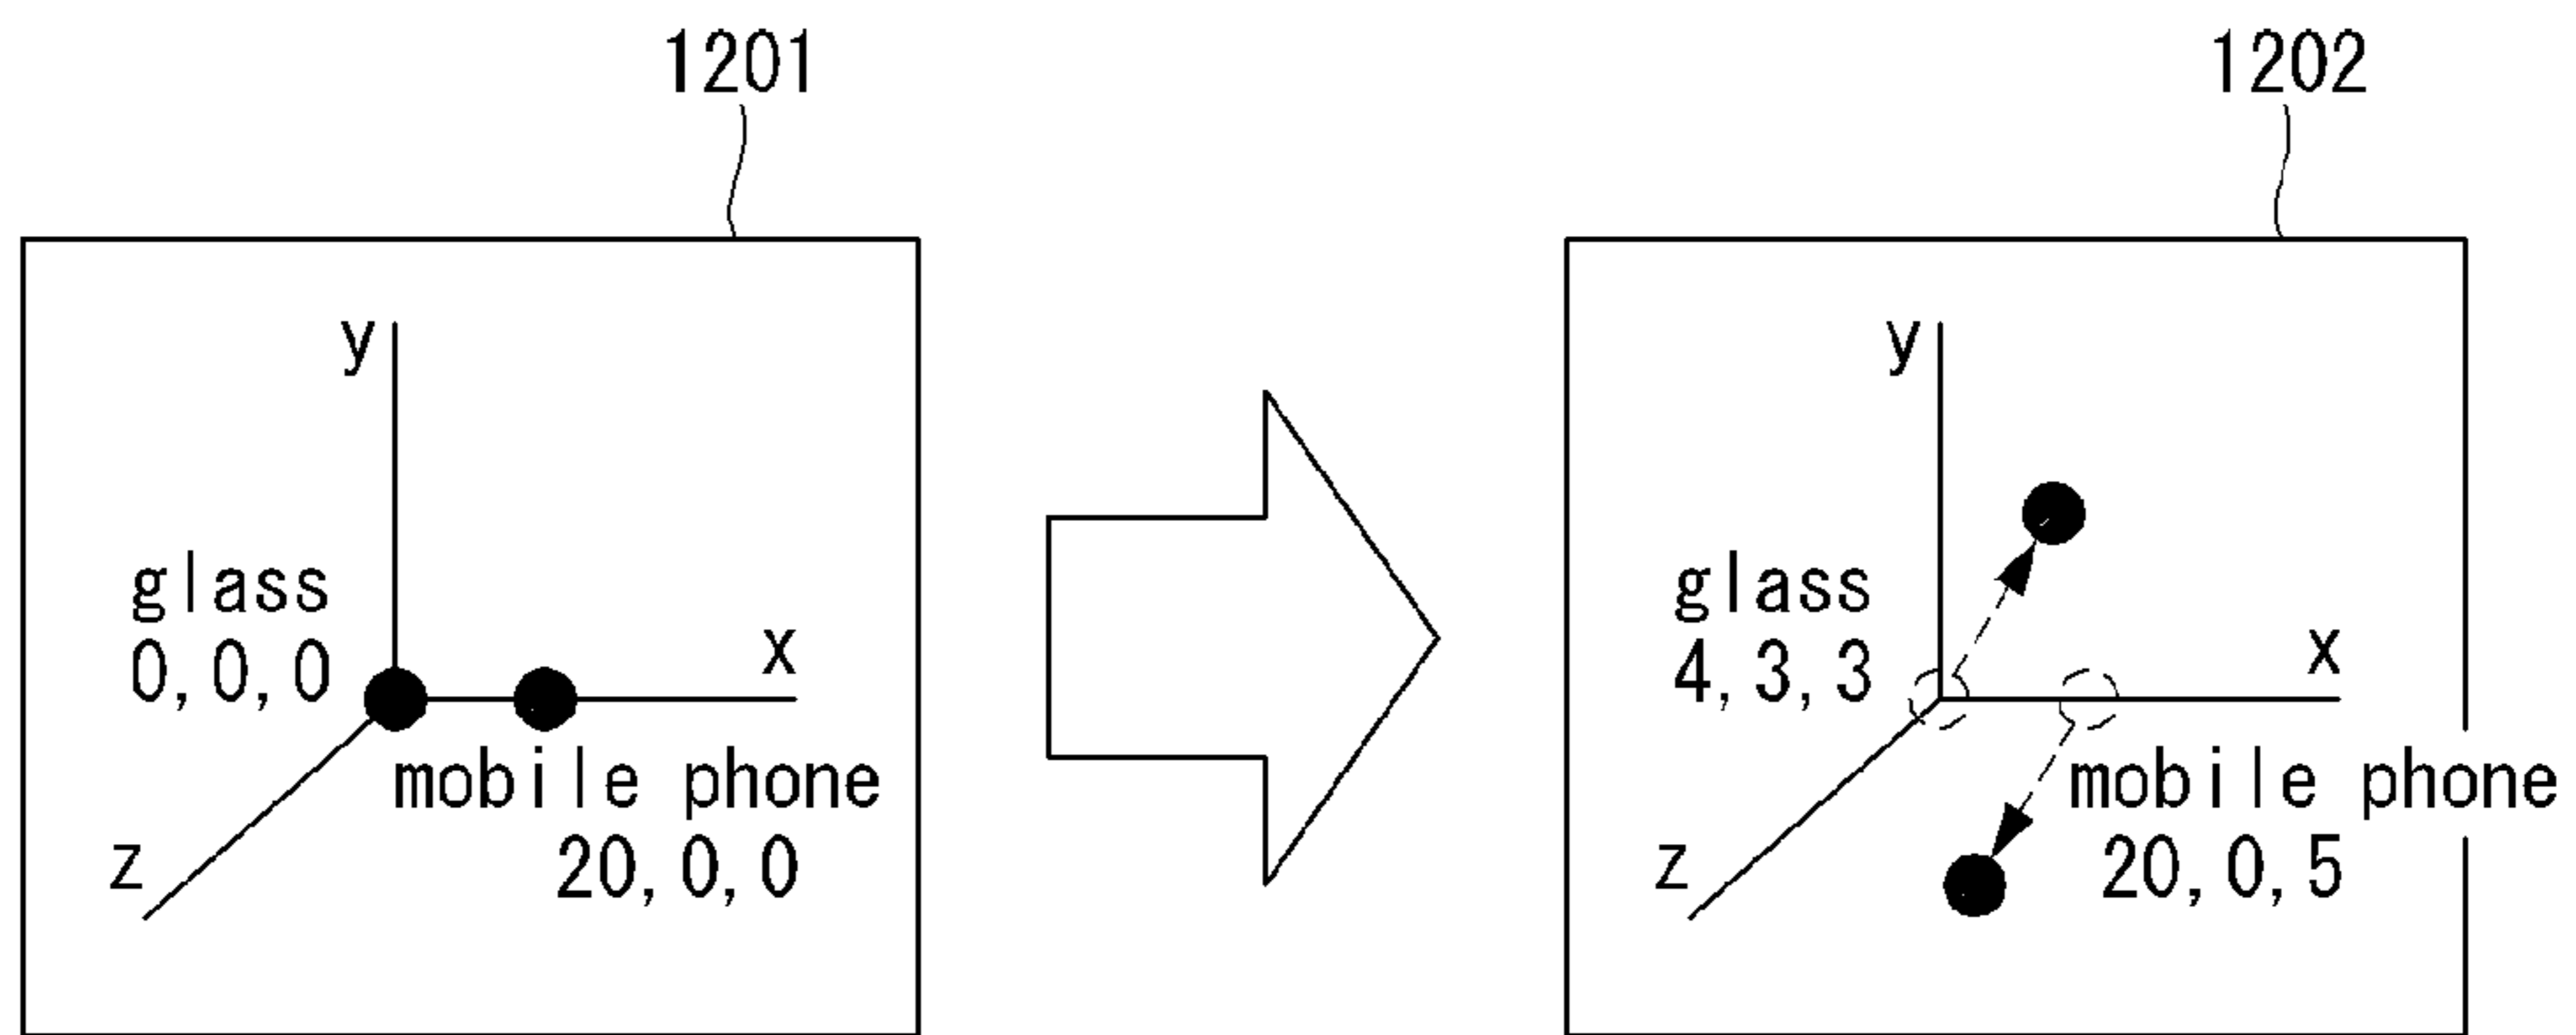 1201
y
glass
0,0,0
x
mobile phone
20,0,0
z
1202
y
glass
4,3,3
x
mobile phone
20,0,5
z